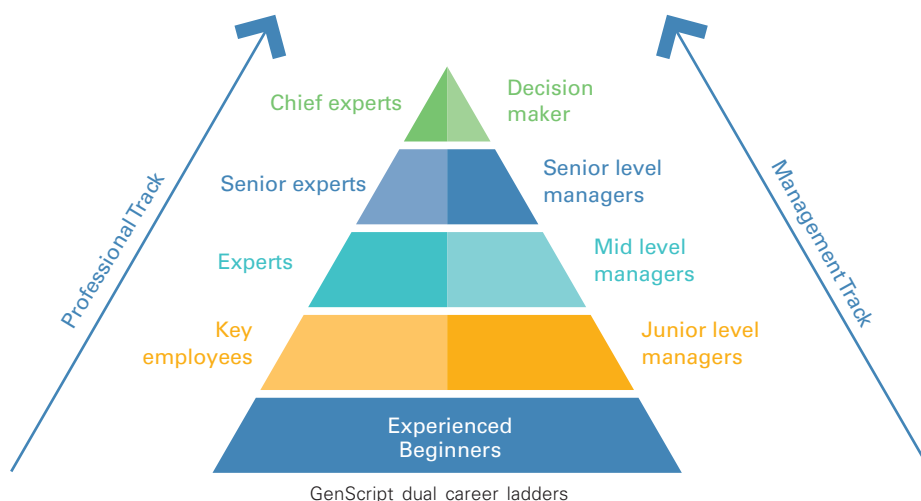 Chief experts
Decision
maker
Professional Track
Management Track
Senior experts
Senior level
managers
Experts
Mid level
managers
Key
employees
Junior level
managers
Experienced
Beginners
GenScript dual career ladders